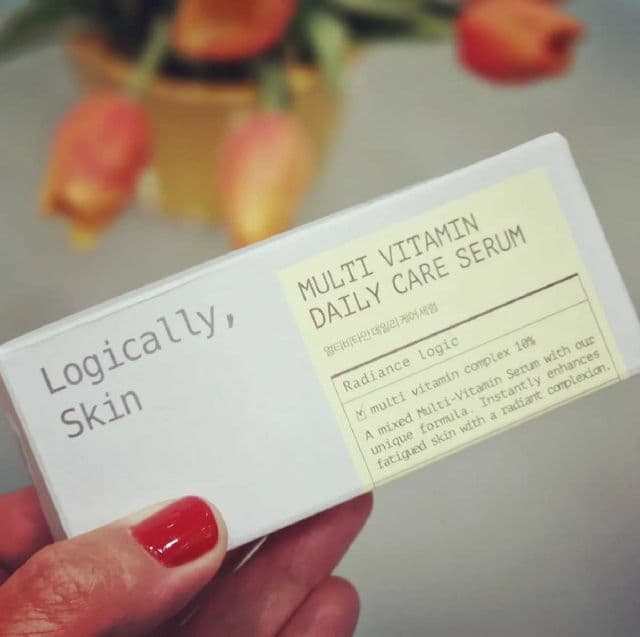 Logically,
Skin
MULTI VITAMIN
DAILY CARE SERUM
멀티비타민 데일리 케어 세럼
Radiance logic
☑ multi vitamin complex 10%
A mixed Multi-Vitamin Serum with our
unique formula. Instantly enhances
fatigued skin with a radiant complexion.